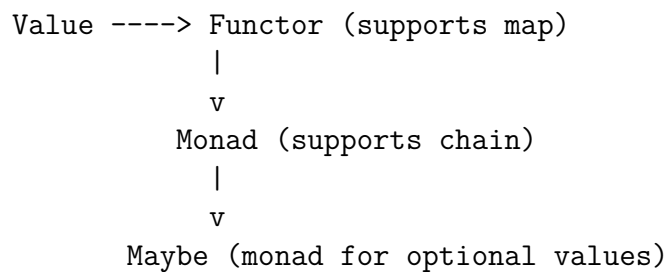 Value ----> Functor (supports map)
|
v
Monad (supports chain)
|
v
Maybe (monad for optional values)